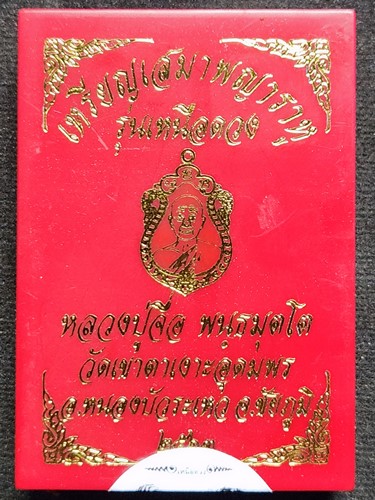 เหรียญเสมาพญาราหู
รุ่นเหนือดวง
หลวงปู่จื่อ พนฺธมุตฺโต
วัดเขาตาเงาะอุดมพร
อ.หนองบัวระเหว จ.ชัยภูมิ